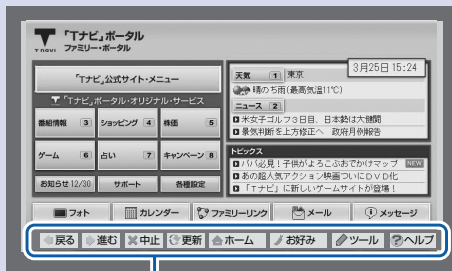 T navi
「Tナビ」ポータル
ファミリー・ポータル
「Tナビ」公式サイト・メニュー
「Tナビ」ポータル・オリジナル・サービス
番組情報 3 ショッピング 4 株価 5
ゲーム 6 占い 7 キャンペーン 8
お知らせ 12/30 サポート 各種設定
3月25日 15:24
天気 1 東京
晴のち雨(最高気温11℃)
ニュース 2
米女子ゴルフ3日目、日本勢は大健闘
景気判断を上方修正へ 政府月例報告
トピックス
パパ必見!子供がよろこぶおでかけマップ NEW
あの超人気アクション映画ついにDVD化
「Tナビ」に新しいゲームサイトが登場!
フォト カレンダー ファミリーリンク メール メッセージ
戻る 進む 中止 更新 ホーム お好み ツール ヘルプ